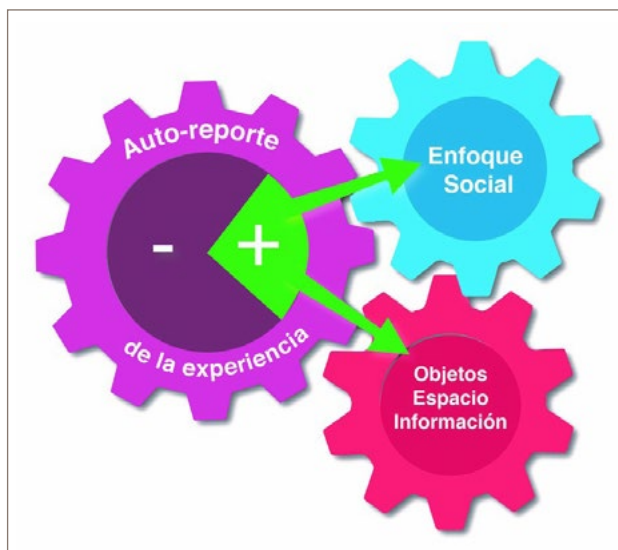 Auto-reporte
de la experiencia
- +
Enfoque
Social
Objetos
Espacio
Información